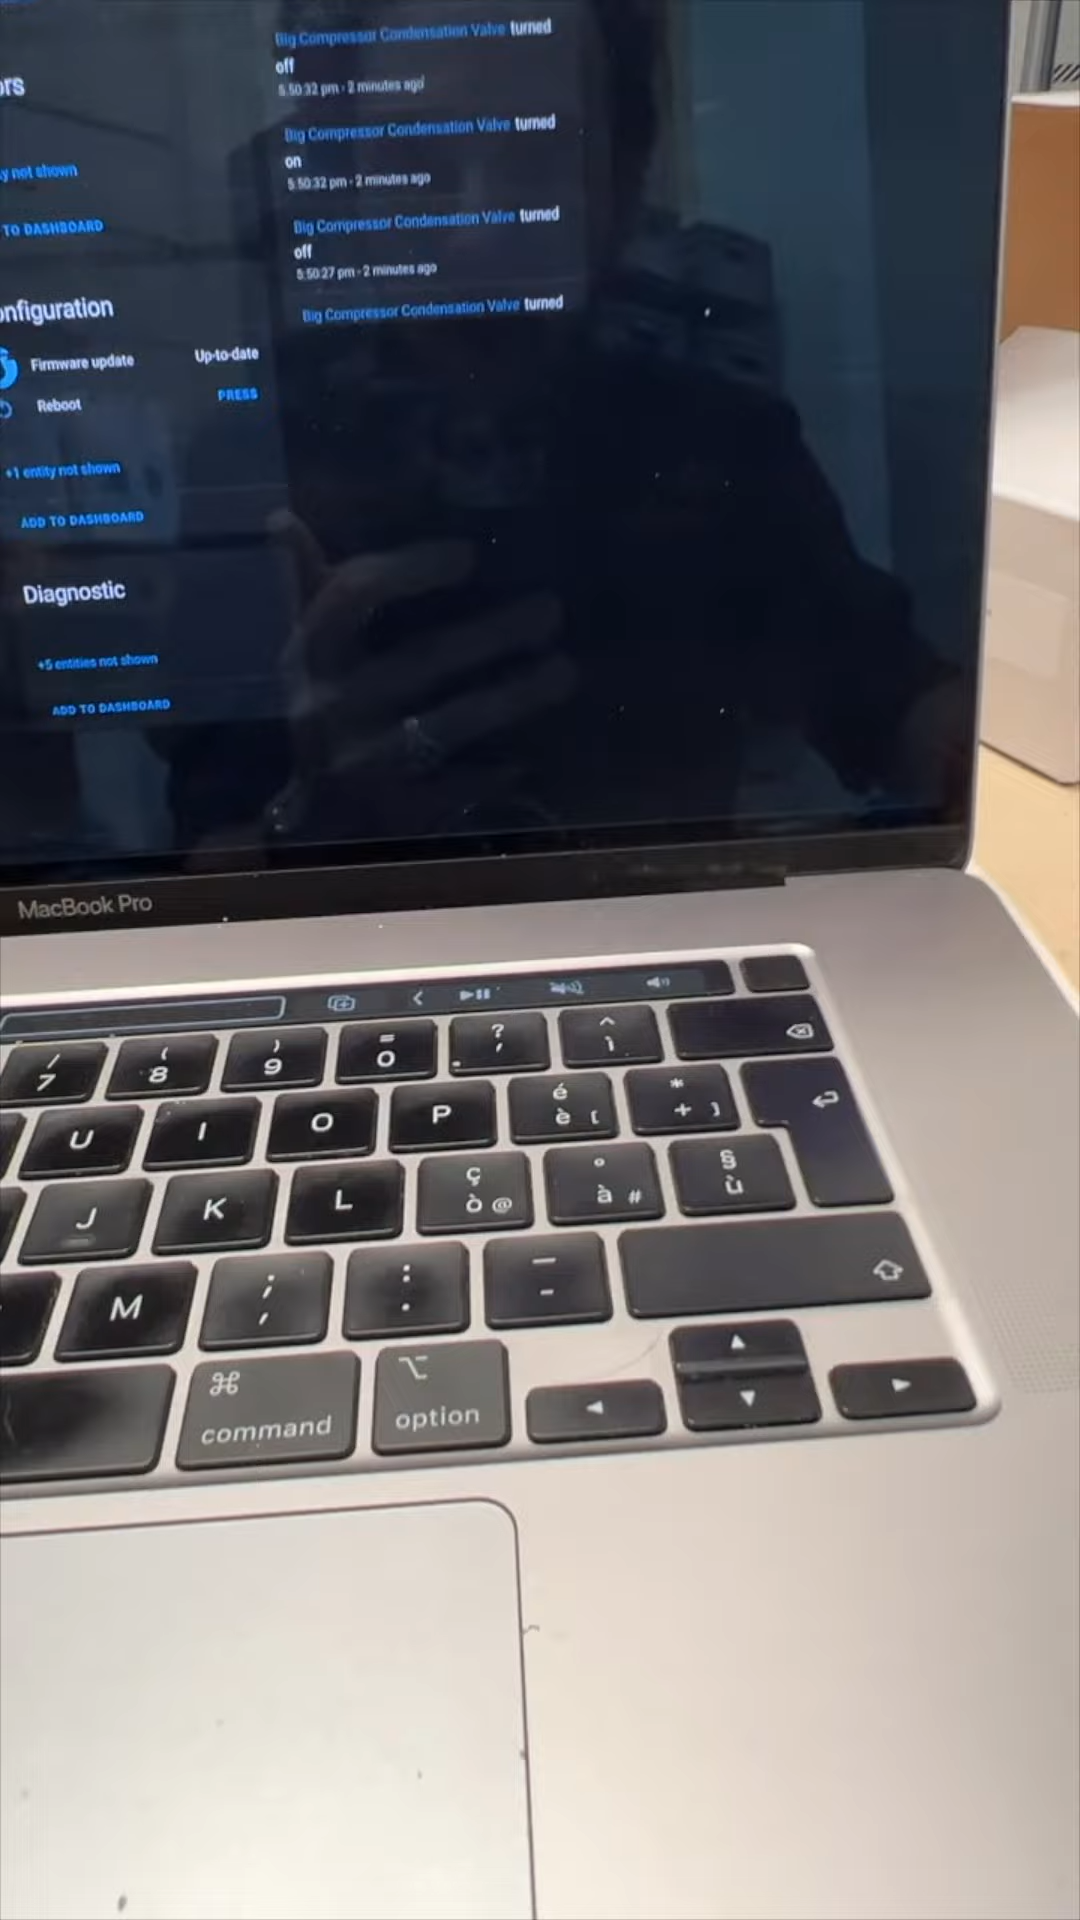 Big Compressor Condensation Valve turned
off
5:50:32 pm - 2 minutes ago
Big Compressor Condensation Valve turned
on
5:50:32 pm - 2 minutes ago
Big Compressor Condensation Valve turned
off
5:50:27 pm - 2 minutes ago
Big Compressor Condensation Valve turned
ors
y not shown
TO DASHBOARD
onfiguration
Firmware update Up-to-date
Reboot PRESS
+1 entity not shown
ADD TO DASHBOARD
Diagnostic
+5 entities not shown
ADD TO DASHBOARD
MacBook Pro
/ ( ) = ? ^
7 8 9 0 ' ì
U I O P é è [ * + ]
J K L ç ò @ ° à # § ù
M ; , : . _ -
⌘ ⌥
command option